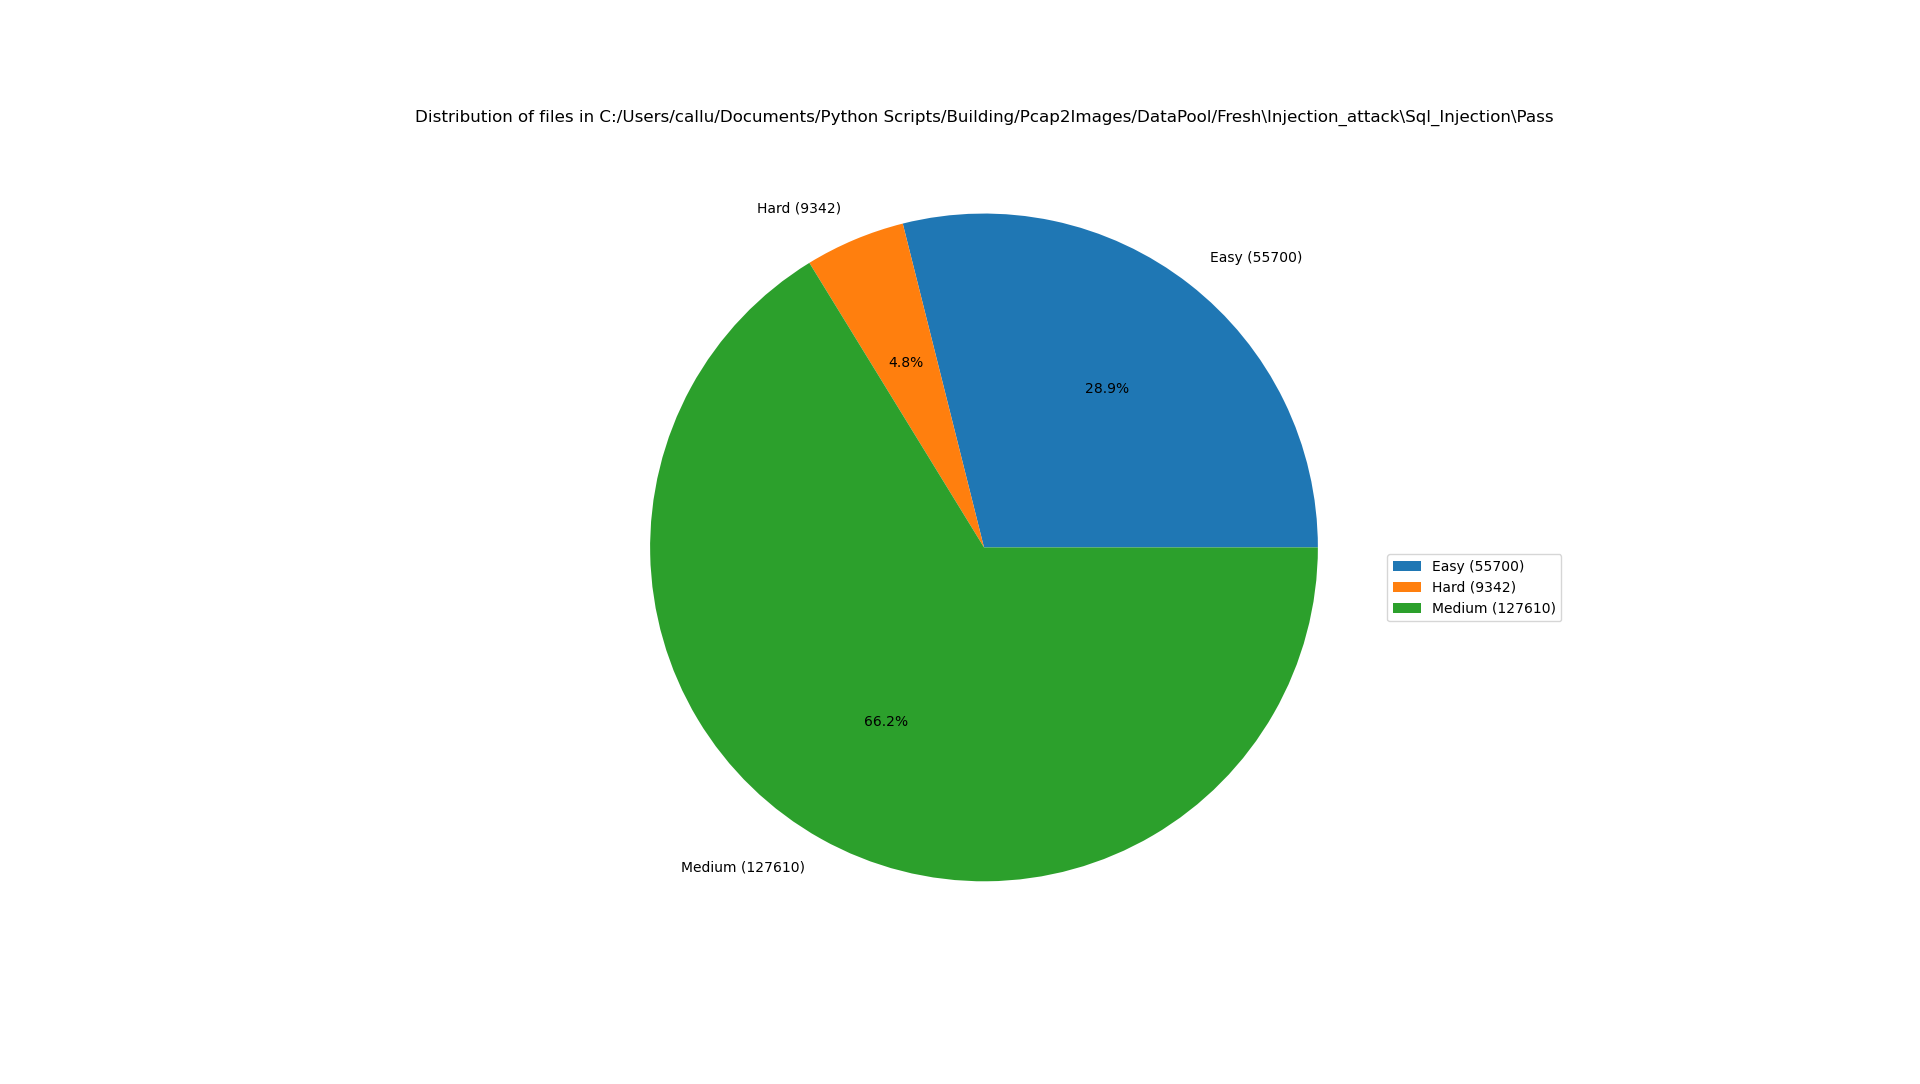 Distribution of files in C:/Users/callu/Documents/Python Scripts/Building/Pcap2Images/DataPool/Fresh\Injection_attack\Sql_Injection\Pass
Hard (9342)
Easy (55700)
4.8%
28.9%
Easy (55700)
Hard (9342)
Medium (127610)
66.2%
Medium (127610)